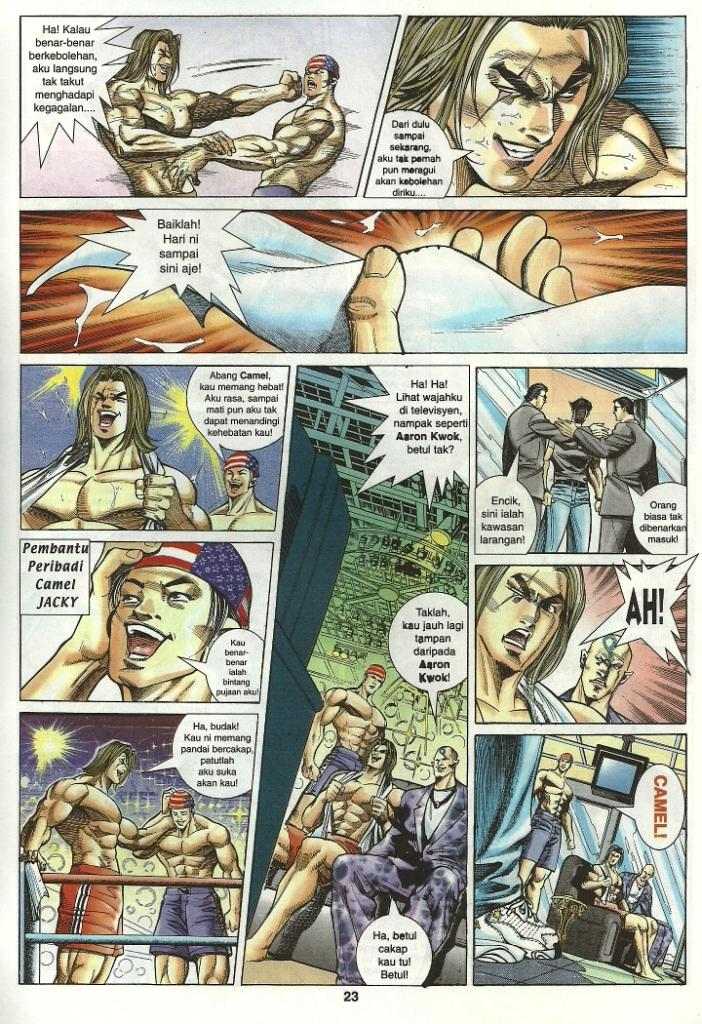 Ha! Kalau
benar-benar
berkebolehan,
aku langsung
tak takut
menghadapi
kegagalan....
Dari dulu
sampai
sekarang,
aku tak pernah
pun meragui
akan kebolehan
diriku....
Baiklah!
Hari ni
sampai
sini aje!
Abang Camel,
kau memang hebat!
Aku rasa, sampai
mati pun aku tak
dapat menandingi
kehebatan kau!
Pembantu
Peribadi
Camel
JACKY
Kau
benar-
benar
ialah
bintang
pujaan aku!
Ha, budak!
Kau ni memang
pandai bercakap,
patutlah
aku suka
akan kau!
Ha! Ha!
Lihat wajahku
di televisyen,
nampak seperti
Aaron Kwok,
betul tak?
Taklah,
kau jauh lagi
tampan
daripada
Aaron
Kwok!
Ha, betul
cakap
kau tu!
Betul!
Encik,
sini ialah
kawasan
larangan!
Orang
biasa tak
dibenarkan
masuk!
AH!
CAMEL!
23